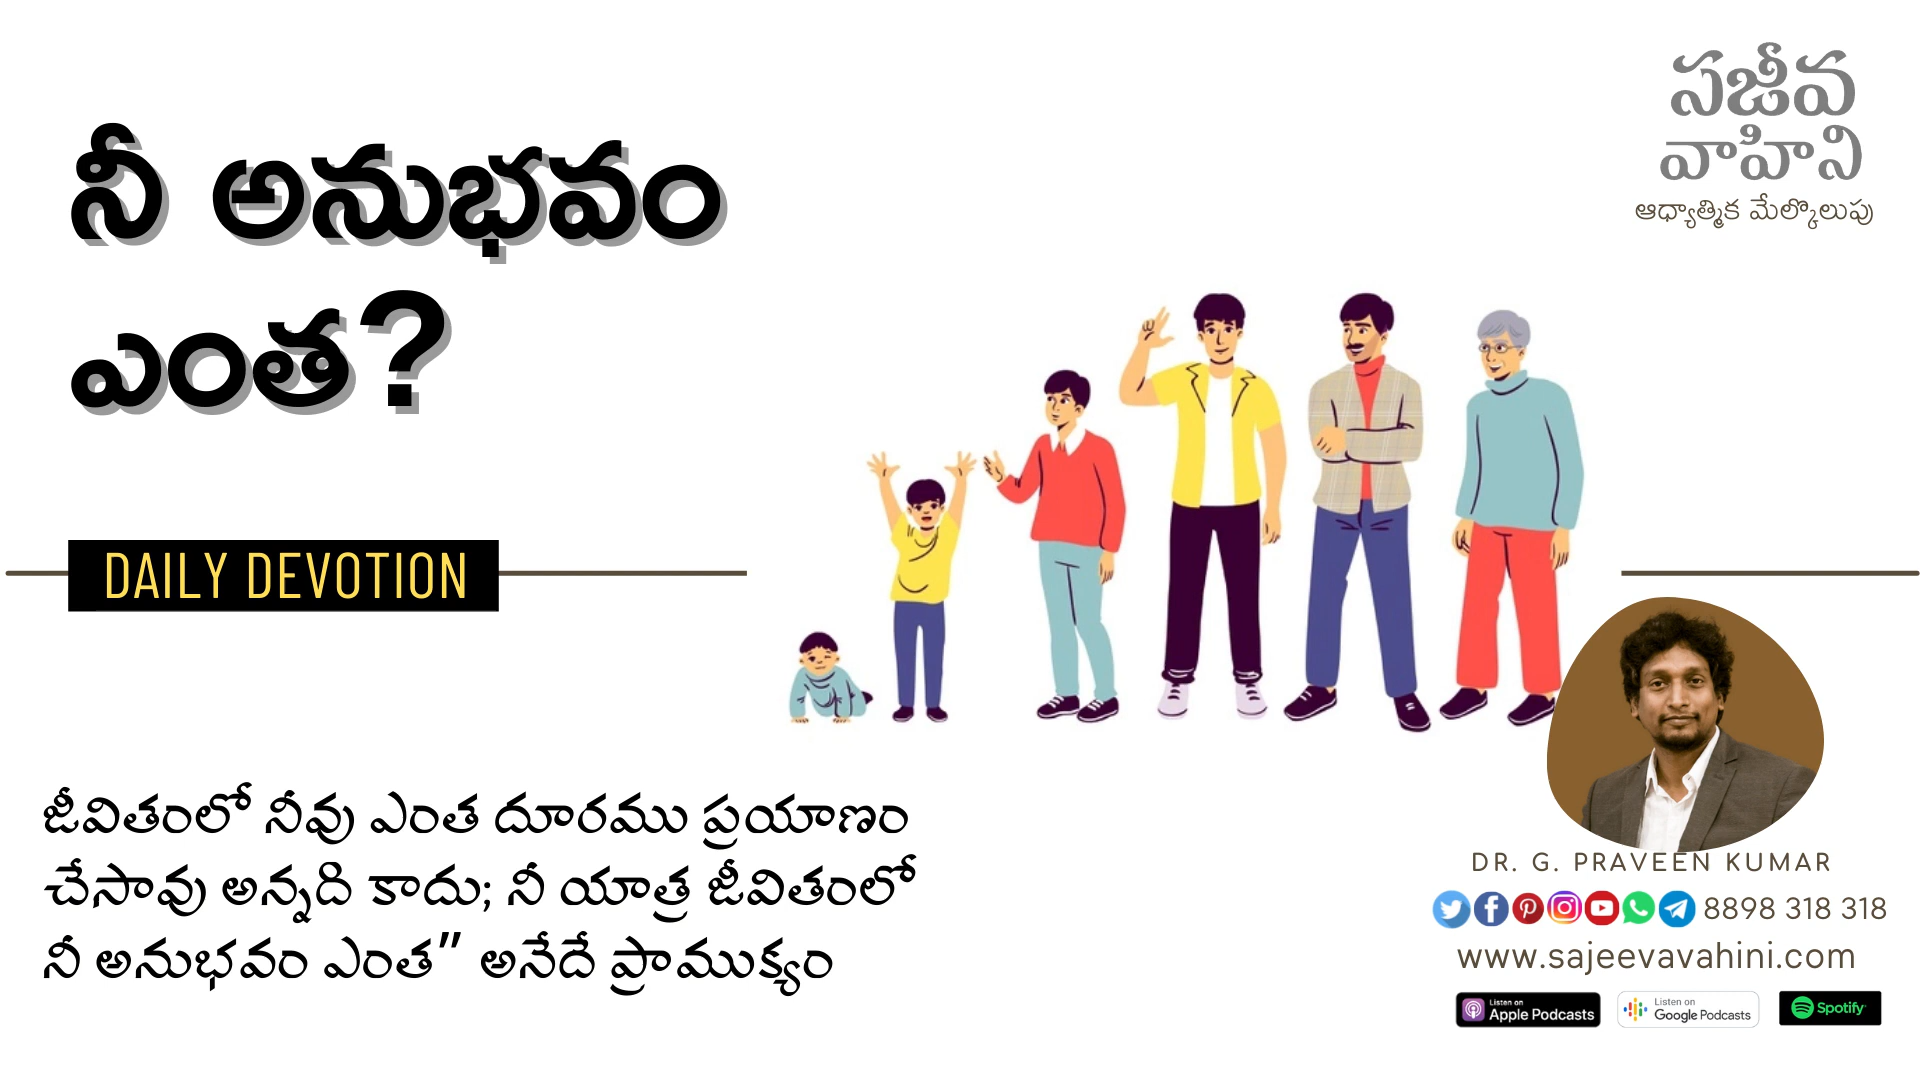 నీ అనుభవం
ఎంత?
DAILY DEVOTION
జీవితంలో నీవు ఎంత దూరము ప్రయాణం
చేసావు అన్నది కాదు; నీ యాత్ర జీవితంలో
నీ అనుభవం ఎంత” అనేదే ప్రాముక్యం
సజీవ
వాహిని
ఆధ్యాత్మిక మేల్కొలుపు
DR. G. PRAVEEN KUMAR
8898 318 318
www.sajeevavahini.com
Listen on Apple Podcasts
Listen on Google Podcasts
Spotify